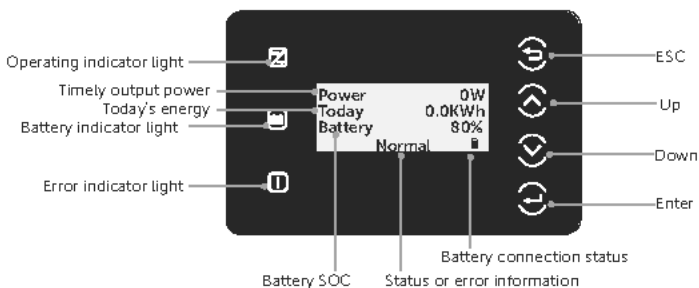 Operating indicator light
Timely output power
Today's energy
Battery indicator light
Error indicator light
Power 0W
Today 0.0KWh
Battery 80%
Normal
ESC
Up
Down
Enter
Battery connection status
Battery SOC
Status or error information